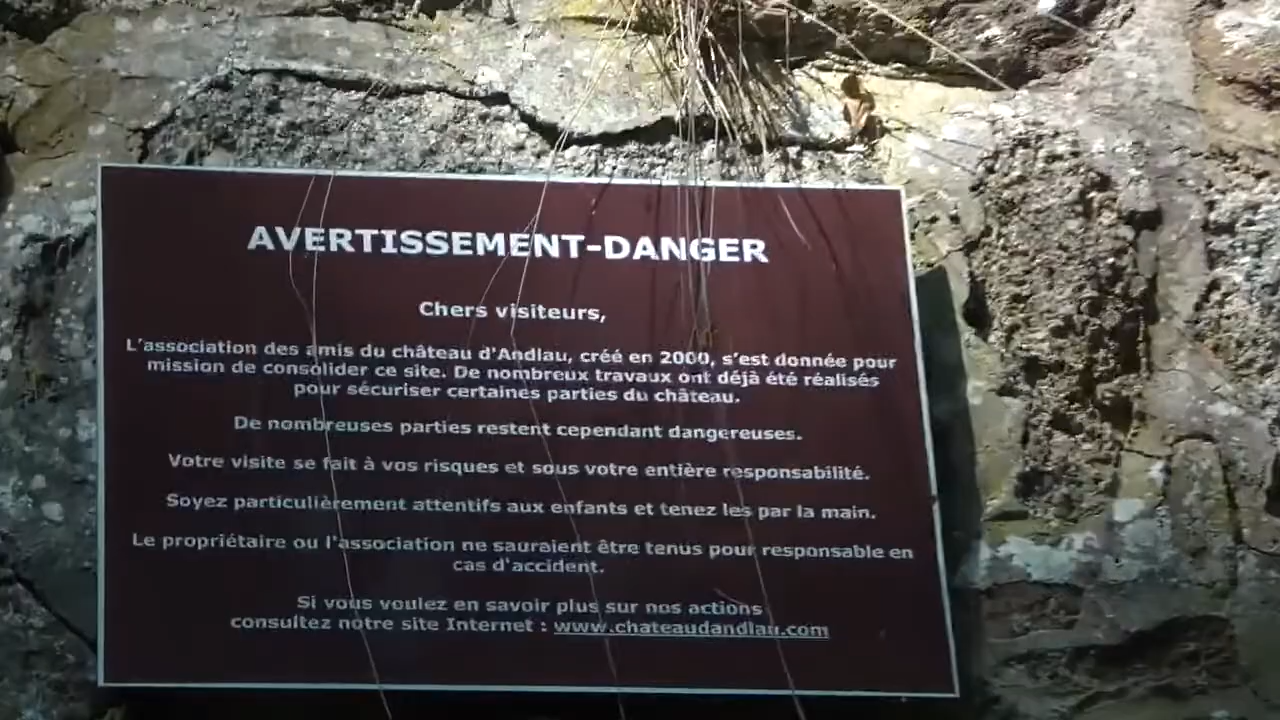 AVERTISSEMENT-DANGER
Chers visiteurs,
L'association des amis du château d'Andlau, créé en 2000, s'est donnée pour
mission de consolider ce site. De nombreux travaux ont déjà été réalisés
pour sécuriser certaines parties du château.
De nombreuses parties restent cependant dangereuses.
Votre visite se fait à vos risques et sous votre entière responsabilité.
Soyez particulièrement attentifs aux enfants et tenez les par la main.
Le propriétaire ou l'association ne sauraient être tenus pour responsable en
cas d'accident.
Si vous voulez en savoir plus sur nos actions
consultez notre site Internet : www.chateaudandlau.com